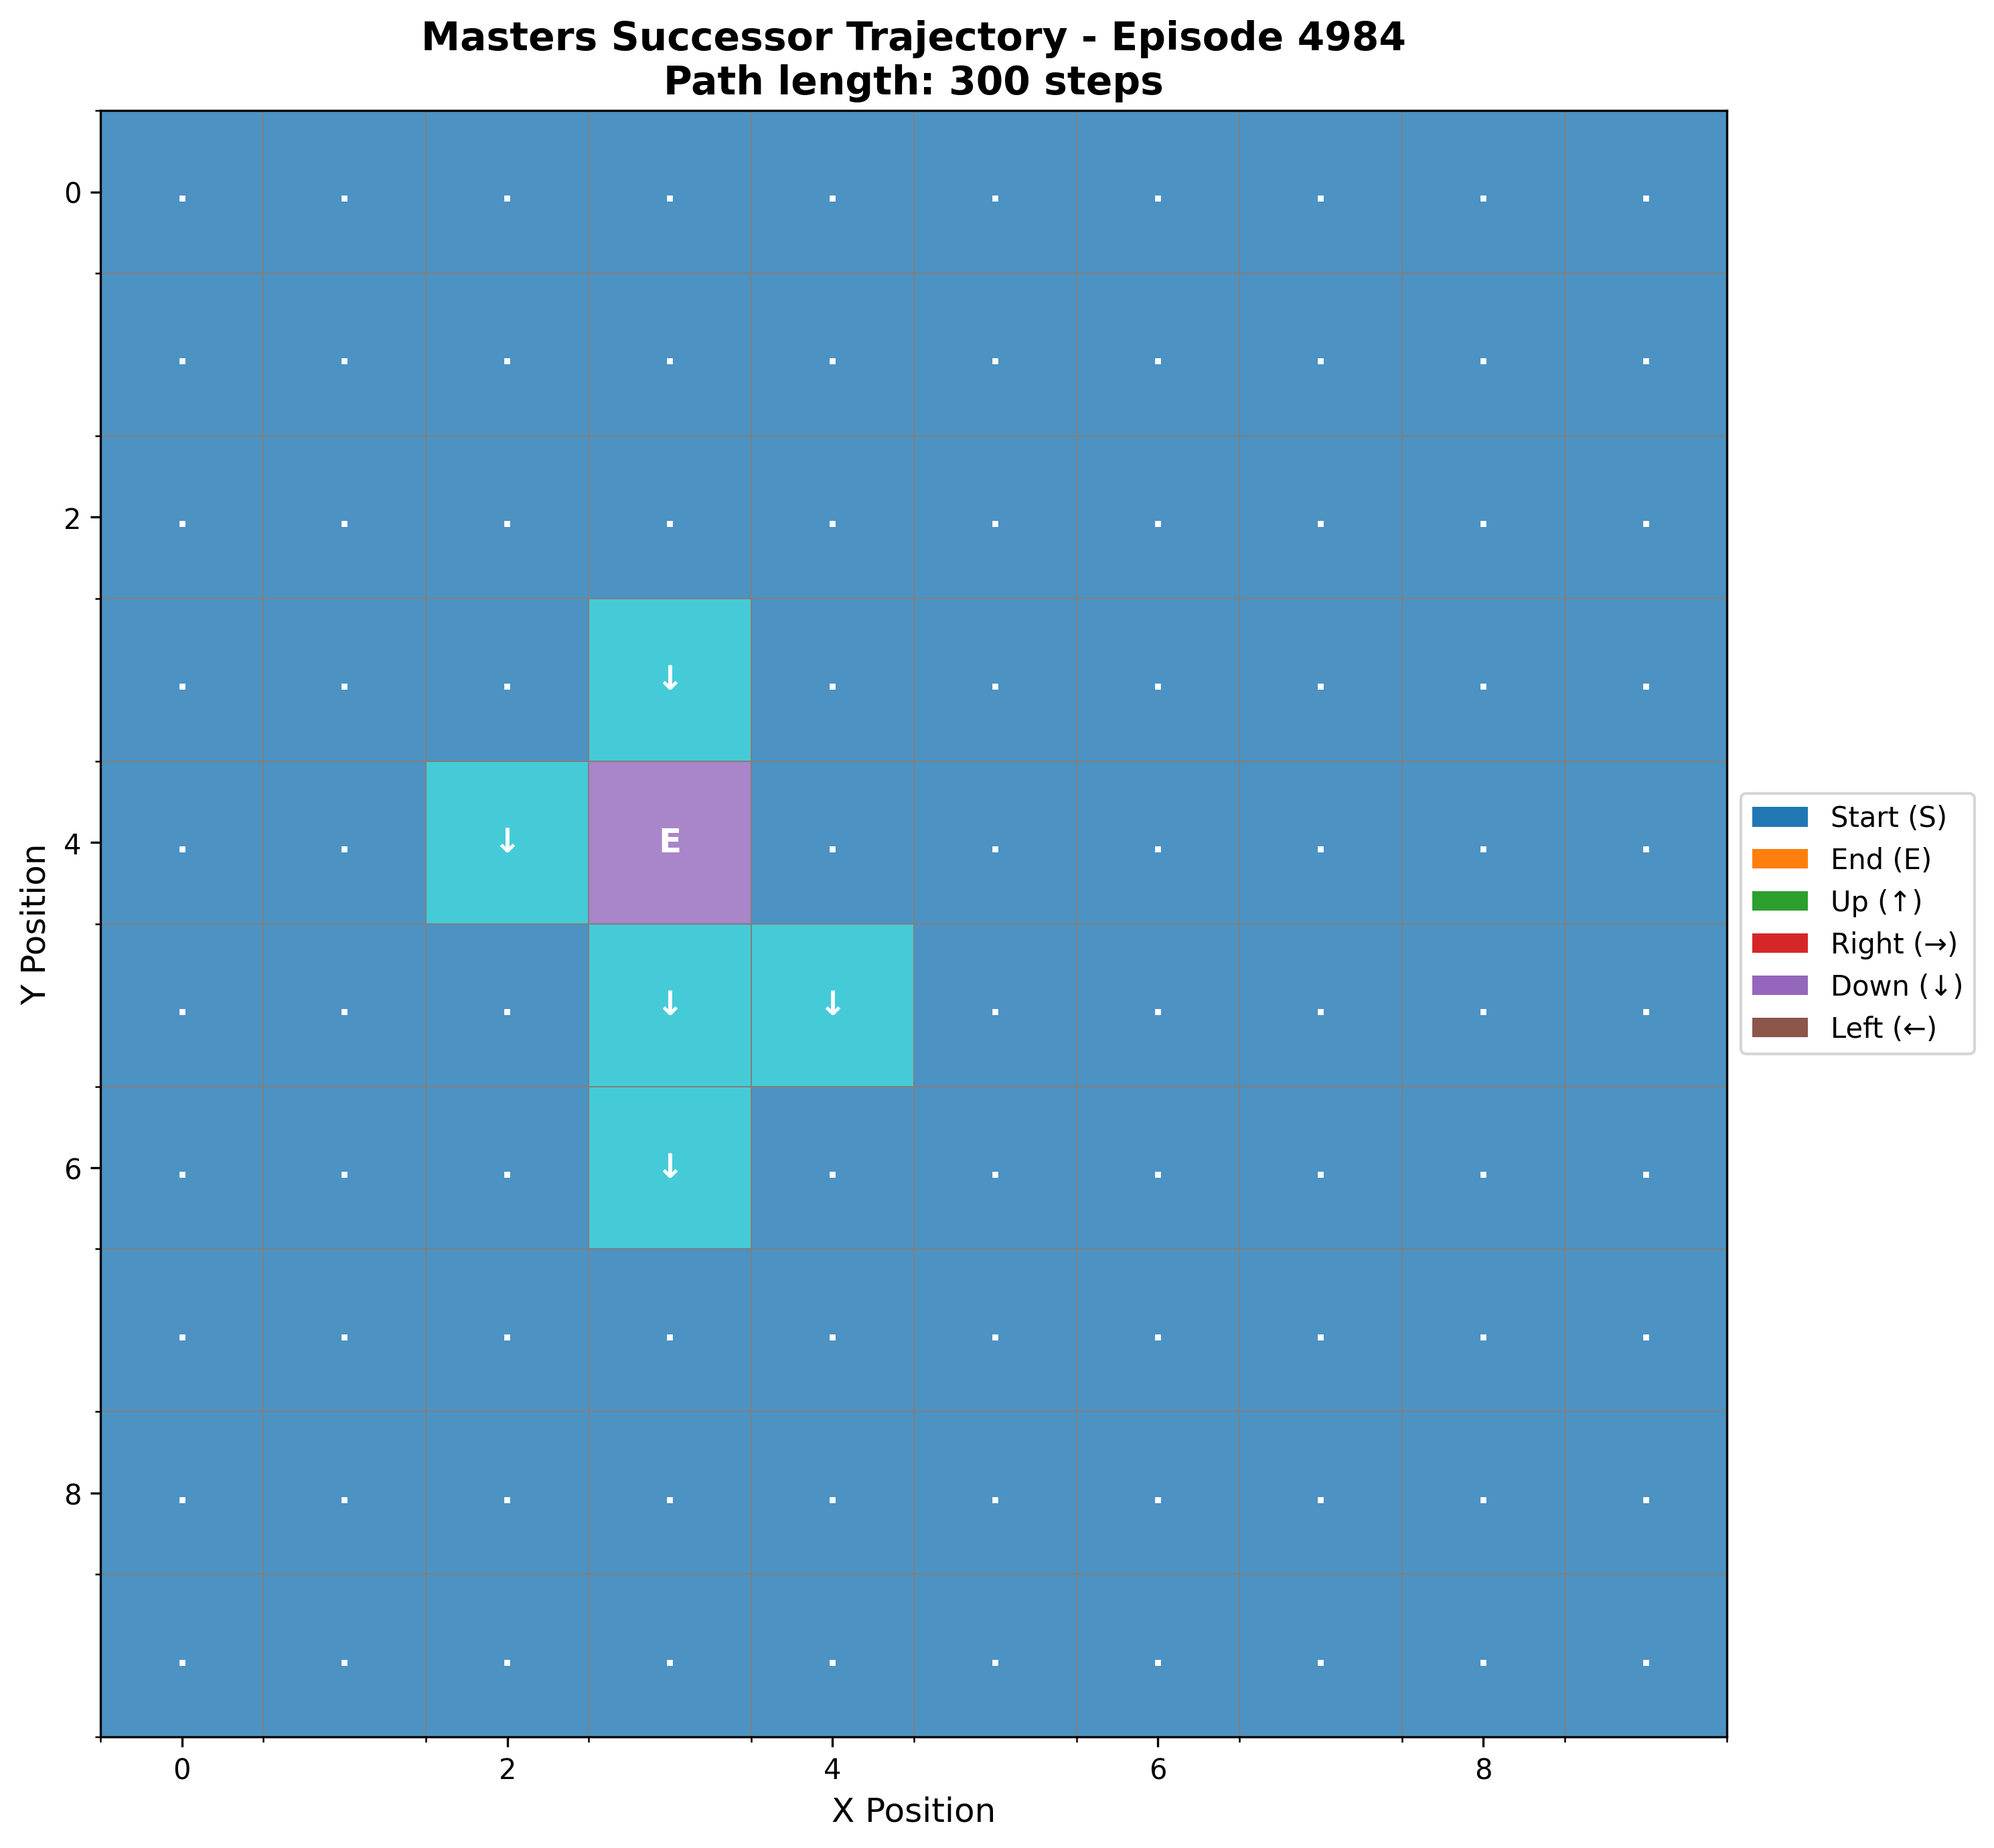 Masters Successor Trajectory - Episode 4984
Path length: 300 steps
0
2
↓
↓ E
4
↓ ↓
↓
6
8
0 2 4 6 8
X Position
Y Position
Start (S)
End (E)
Up (↑)
Right (→)
Down (↓)
Left (←)